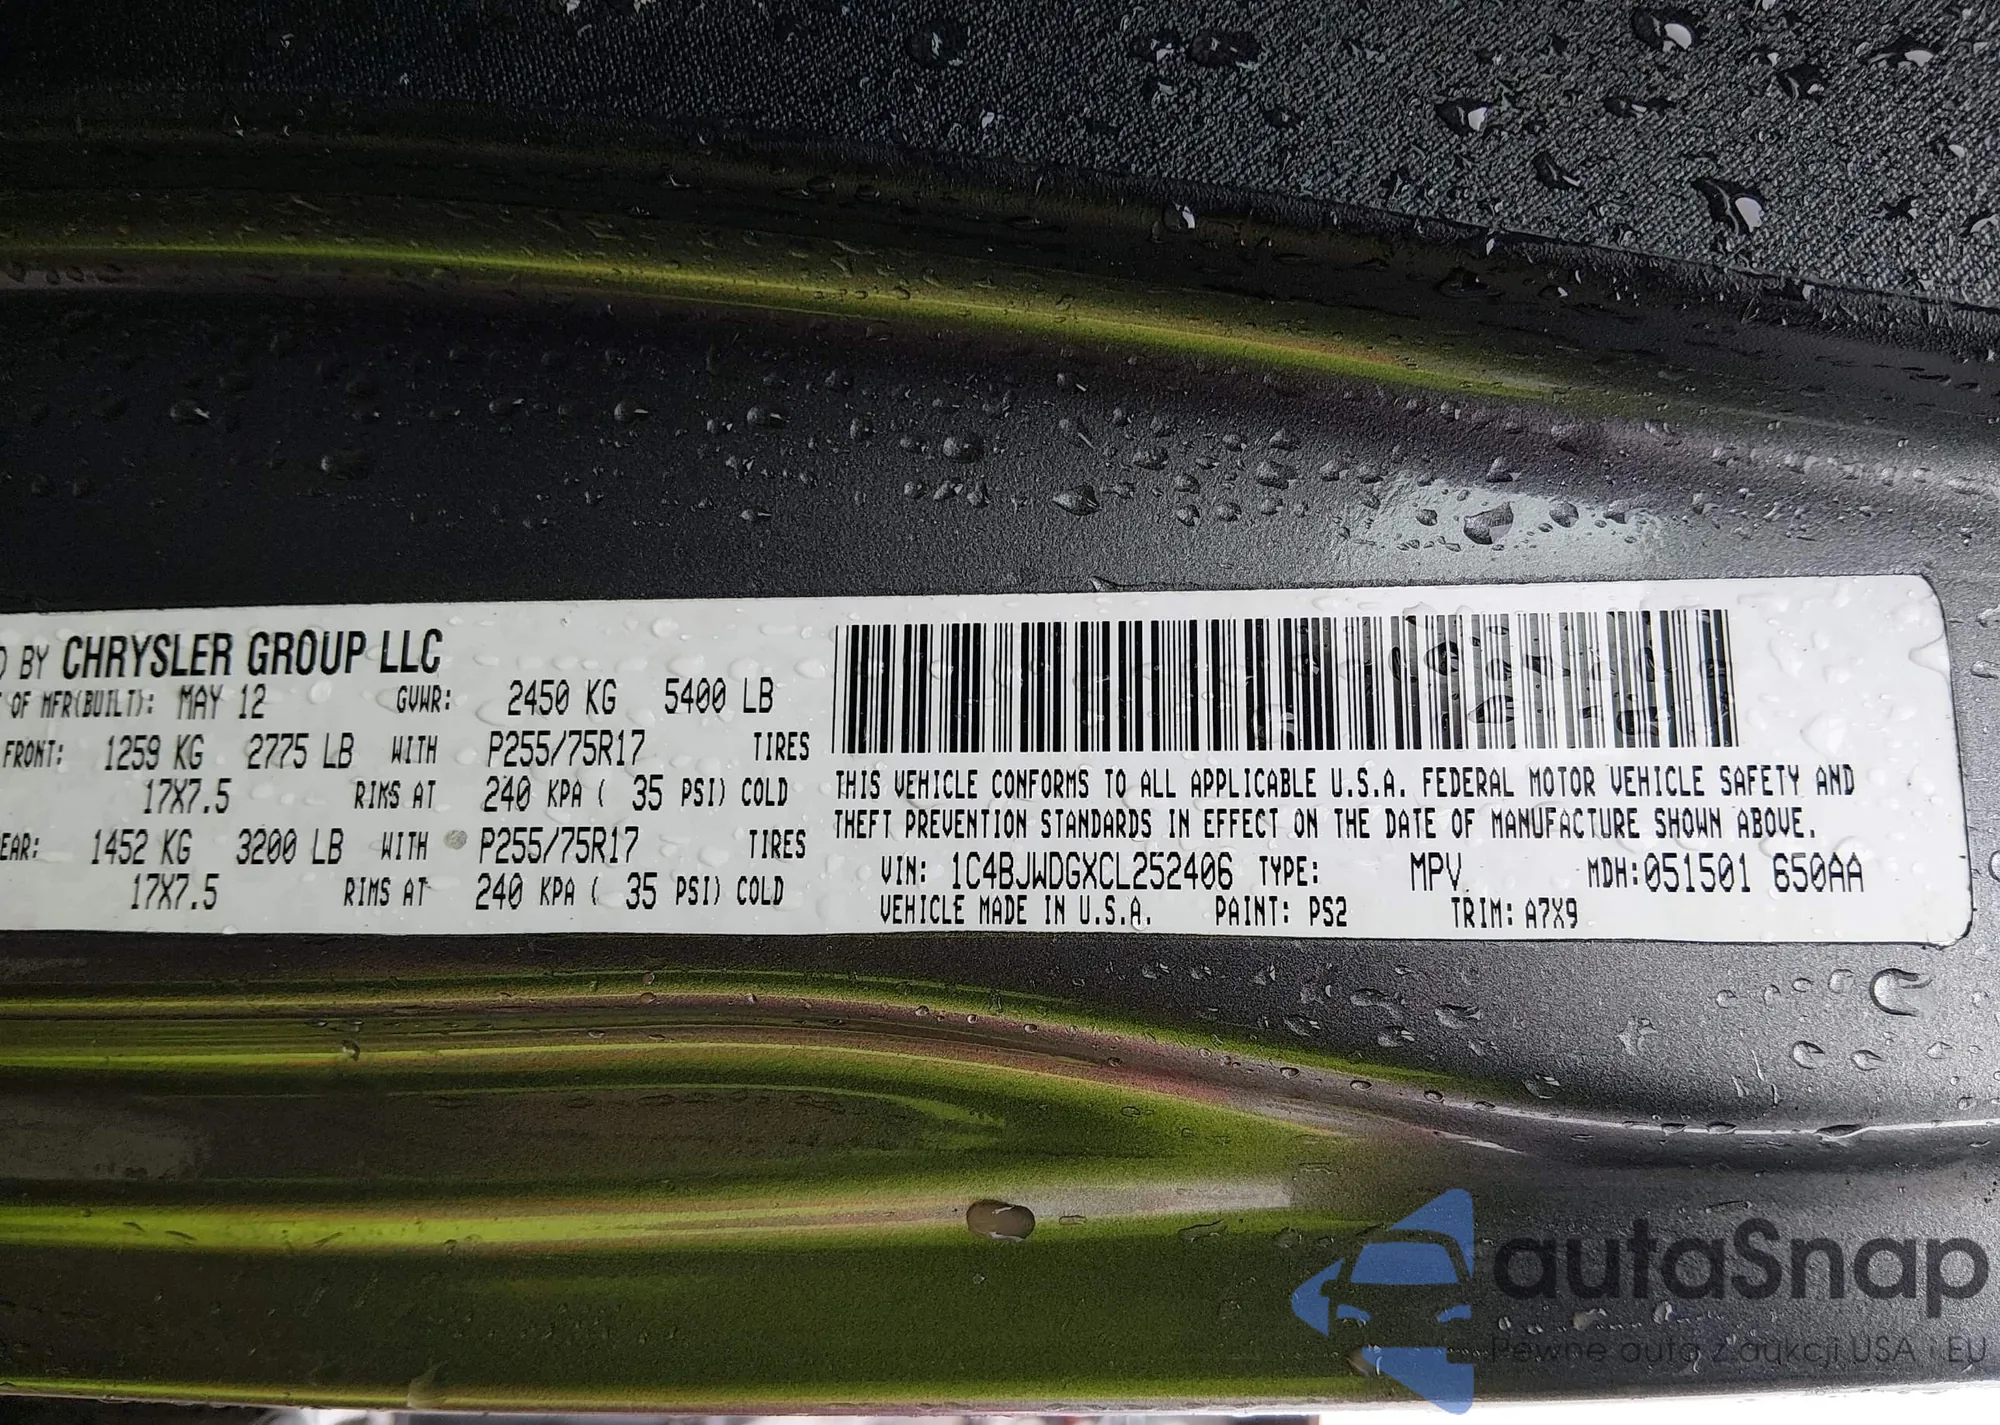 D BY CHRYSLER GROUP LLC
OF MFR(BUILT): MAY 12 GVWR: 2450 KG 5400 LB
FRONT: 1259 KG 2775 LB WITH P255/75R17 TIRES
17X7.5 RIMS AT 240 KPA ( 35 PSI) COLD
EAR: 1452 KG 3200 LB WITH P255/75R17 TIRES
17X7.5 RIMS AT 240 KPA ( 35 PSI) COLD
THIS VEHICLE CONFORMS TO ALL APPLICABLE U.S.A. FEDERAL MOTOR VEHICLE SAFETY AND
THEFT PREVENTION STANDARDS IN EFFECT ON THE DATE OF MANUFACTURE SHOWN ABOVE.
VIN: 1C4BJWDGXCL252406 TYPE: MPV MDH:051501 650AA
VEHICLE MADE IN U.S.A. PAINT: PS2 TRIM: A7X9
autaSnap
Pewne auta z aukcji USA i EU